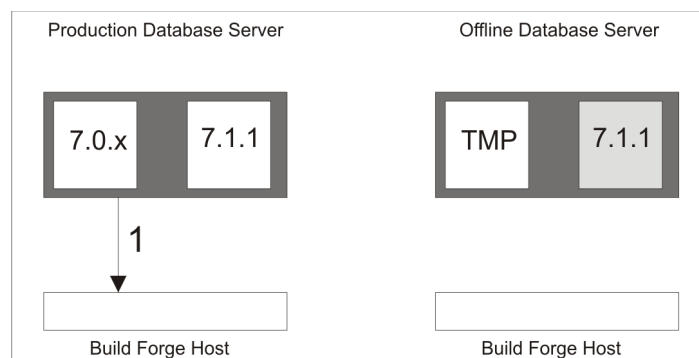 Production Database Server
Offline Database Server
7.0.x
7.1.1
TMP
7.1.1
1
Build Forge Host
Build Forge Host